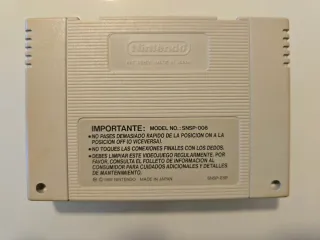 Nintendo
IMPORTANTE: MODEL NO.: SNSP-006
●NO PASES DEMASIADO RAPIDO DE LA POSICION ON A LA
POSICION OFF (O VICEVERSA).
●NO TOQUES LAS CONEXIONES FINALES CON LOS DEDOS.
●DEBES LIMPIAR ESTE VIDEOJUEGO REGULARMENTE. POR
FAVOR, CONSULTA EL FOLLETO DE INFORMACION AL
CONSUMIDOR PARA CUIDADOS ADICIONALES Y DETALLES
DE MANTENIMIENTO.
NINTENDO MADE IN JAPAN